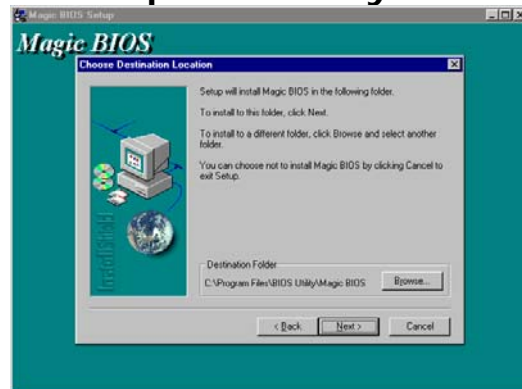 Magic BIOS Setup
Magic BIOS
Choose Destination Location
Setup will install Magic BIOS in the following folder.
To install to this folder, click Next.
To install to a different folder, click Browse and select another
folder.
You can choose not to install Magic BIOS by clicking Cancel to
exit Setup.
InstallShield
Destination Folder
C:\Program Files\BIOS Utility\Magic BIOS
Browse...
< Back
Next >
Cancel